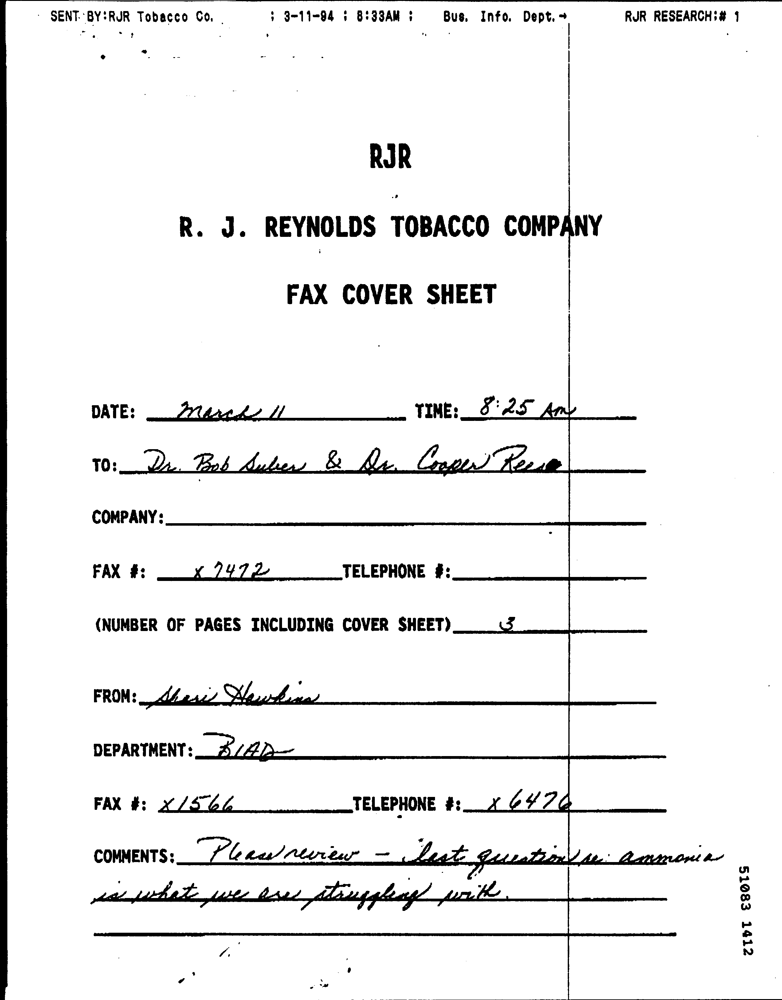 SENT BY:RJR Tobacco Co. ; 3-11-94 ; 8:33AM ; Bus. Info. Dept.→ RJR RESEARCH:# 1
RJR
R. J. REYNOLDS TOBACCO COMPANY
FAX COVER SHEET
DATE: March 11 TIME: 8:25 AM
TO: Dr. Bob Suber & Dr. Cooper Reese
COMPANY:
FAX #: x 7472 TELEPHONE #:
(NUMBER OF PAGES INCLUDING COVER SHEET) 3
FROM: Shari Hawkins
DEPARTMENT: BIAD
FAX #: x1566 TELEPHONE #: x 6476
COMMENTS: Please review - last question re: ammonia
is what we are struggling with.
51083 1412